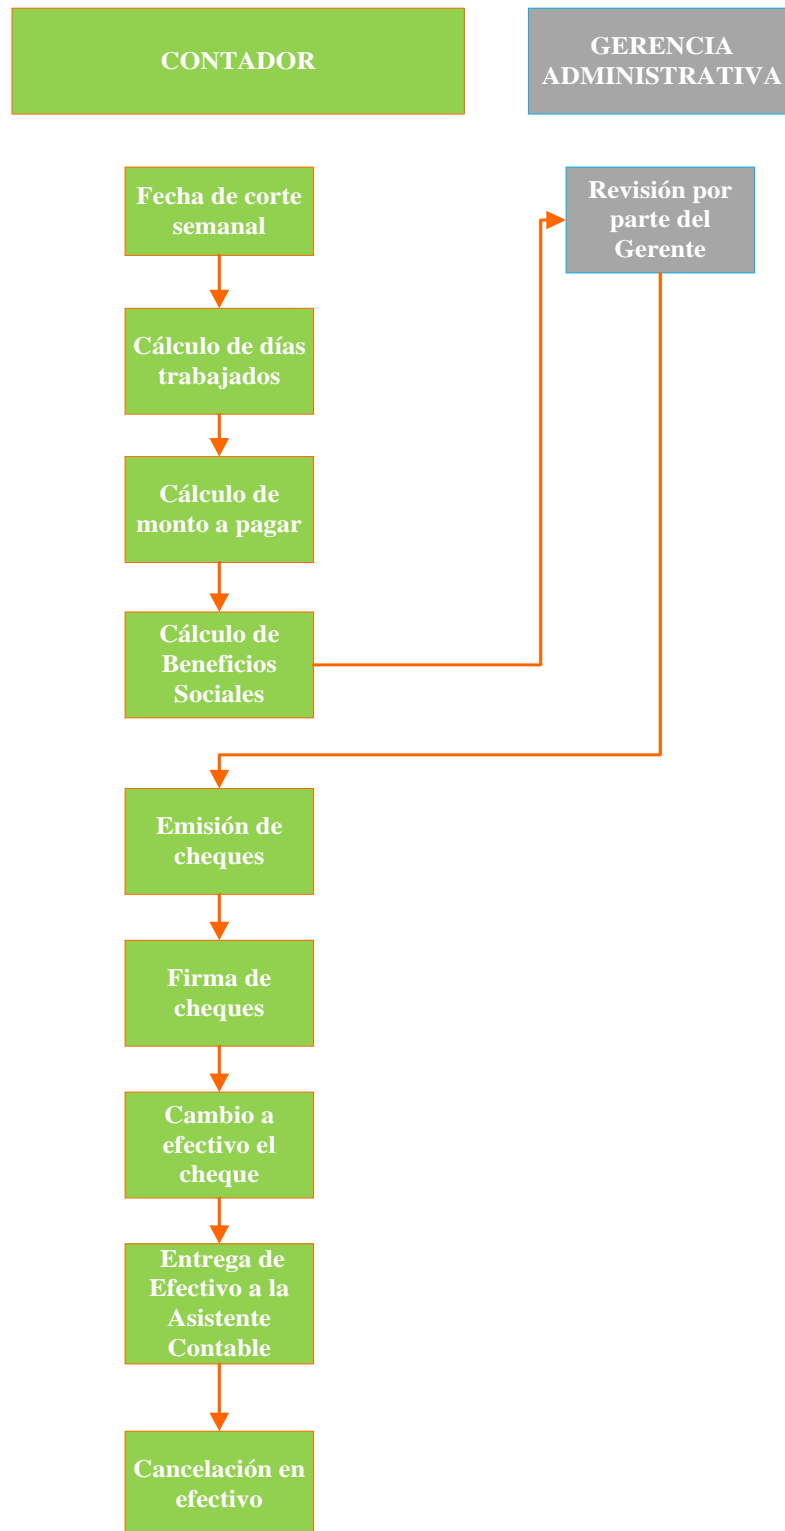 CONTADOR
GERENCIA
ADMINISTRATIVA
Fecha de corte
semanal
Revisión por
parte del
Gerente
Cálculo de días
trabajados
Cálculo de
monto a pagar
Cálculo de
Beneficios
Sociales
Emisión de
cheques
Firma de
cheques
Cambio a
efectivo el
cheque
Entrega de
Efectivo a la
Asistente
Contable
Cancelación en
efectivo